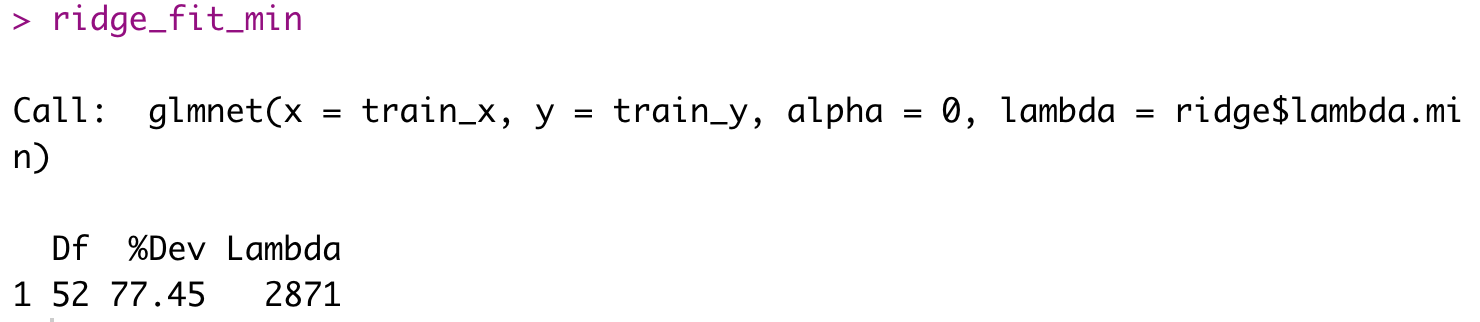 > ridge_fit_min
Call:  glmnet(x = train_x, y = train_y, alpha = 0, lambda = ridge$lambda.mi
n)
  Df  %Dev Lambda
1 52 77.45   2871